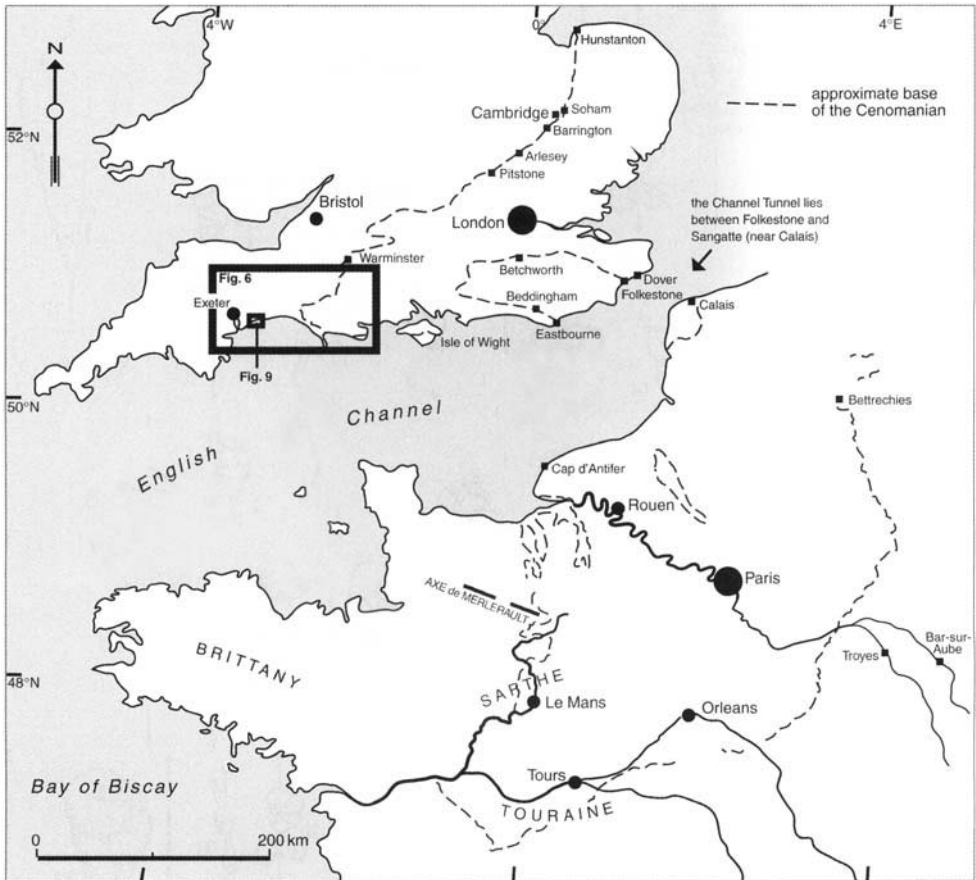 4°W
0°
4°E
N
Hunstanton
approximate base
of the Cenomanian
Cambridge
Soham
52°N
Barrington
Arlesey
Pitstone
Bristol
London
the Channel Tunnel lies
between Folkestone and
Sangatte (near Calais)
Warminster
Betchworth
Fig. 6
Dover
Folkestone
Exeter
Beddingham
Calais
Eastbourne
Isle of Wight
Fig. 9
50°N
Bettrechies
English Channel
Cap d'Antifer
Rouen
Paris
AXE de MERLERAULT
Bar-sur-
Aube
Troyes
BRITTANY
48°N
SARTHE
Le Mans
Orleans
Tours
Bay of Biscay
TOURAINE
0
200 km